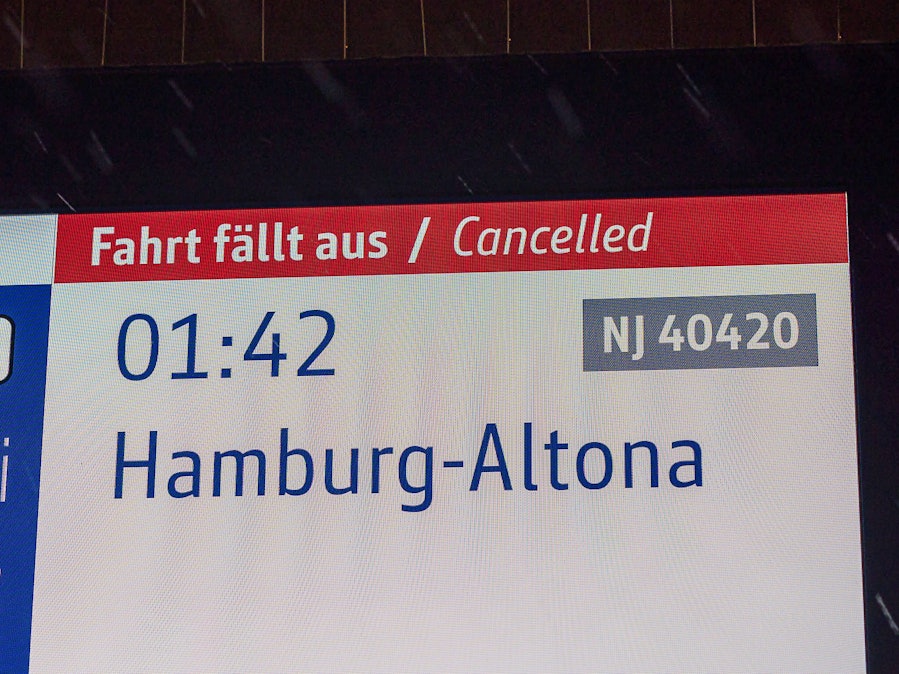 Fahrt fällt aus / Cancelled
01:42 NJ 40420
Hamburg-Altona